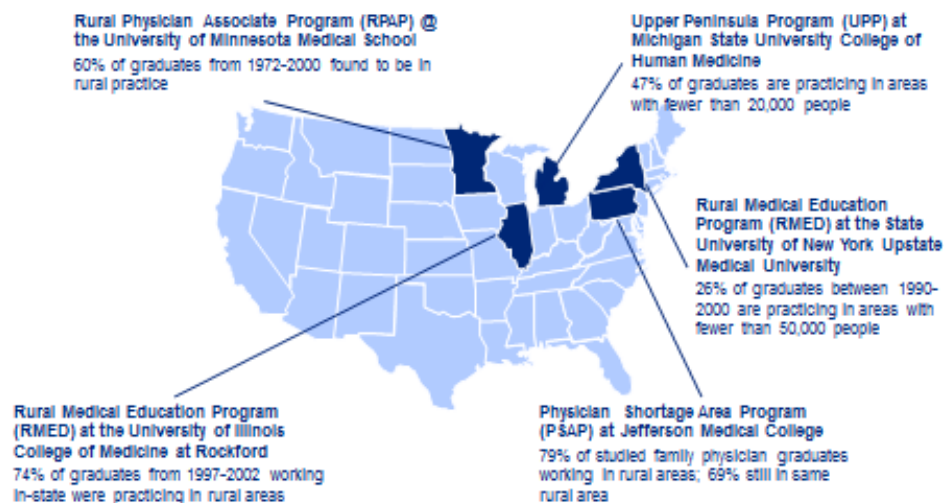 Rural Physician Associate Program (RPAP) @
the University of Minnesota Medical School
60% of graduates from 1972-2000 found to be in
rural practice
Upper Peninsula Program (UPP) at
Michigan State University College of
Human Medicine
47% of graduates are practicing in areas
with fewer than 20,000 people
Rural Medical Education
Program (RMED) at the State
University of New York Upstate
Medical University
26% of graduates between 1990-
2000 are practicing in areas with
fewer than 50,000 people
Rural Medical Education Program
(RMED) at the University of Illinois
College of Medicine at Rockford
74% of graduates from 1997-2002 working
in-state were practicing in rural areas
Physician Shortage Area Program
(PSAP) at Jefferson Medical College
79% of studied family physician graduates
working in rural areas; 69% still in same
rural area